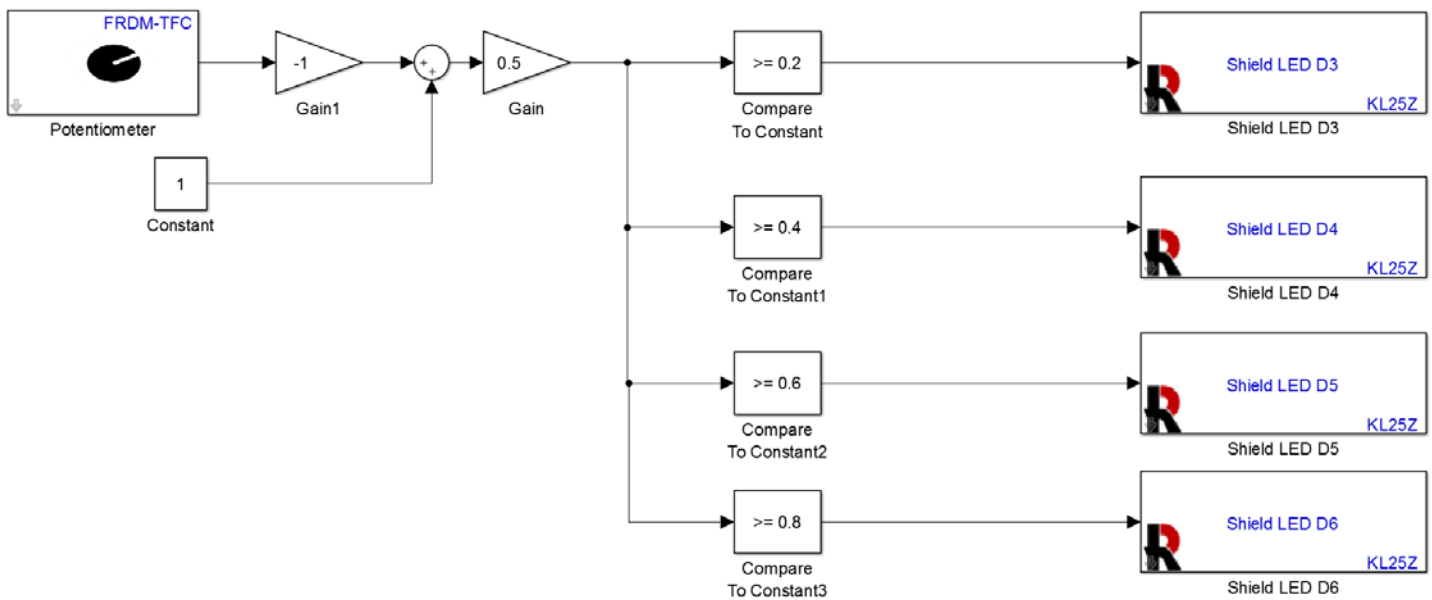 FRDM-TFC
Potentiometer
-1
Gain1
+
+
0.5
Gain
1
Constant
>= 0.2
Compare
To Constant
Shield LED D3
KL25Z
Shield LED D3
>= 0.4
Compare
To Constant1
Shield LED D4
KL25Z
Shield LED D4
>= 0.6
Compare
To Constant2
Shield LED D5
KL25Z
Shield LED D5
>= 0.8
Compare
To Constant3
Shield LED D6
KL25Z
Shield LED D6